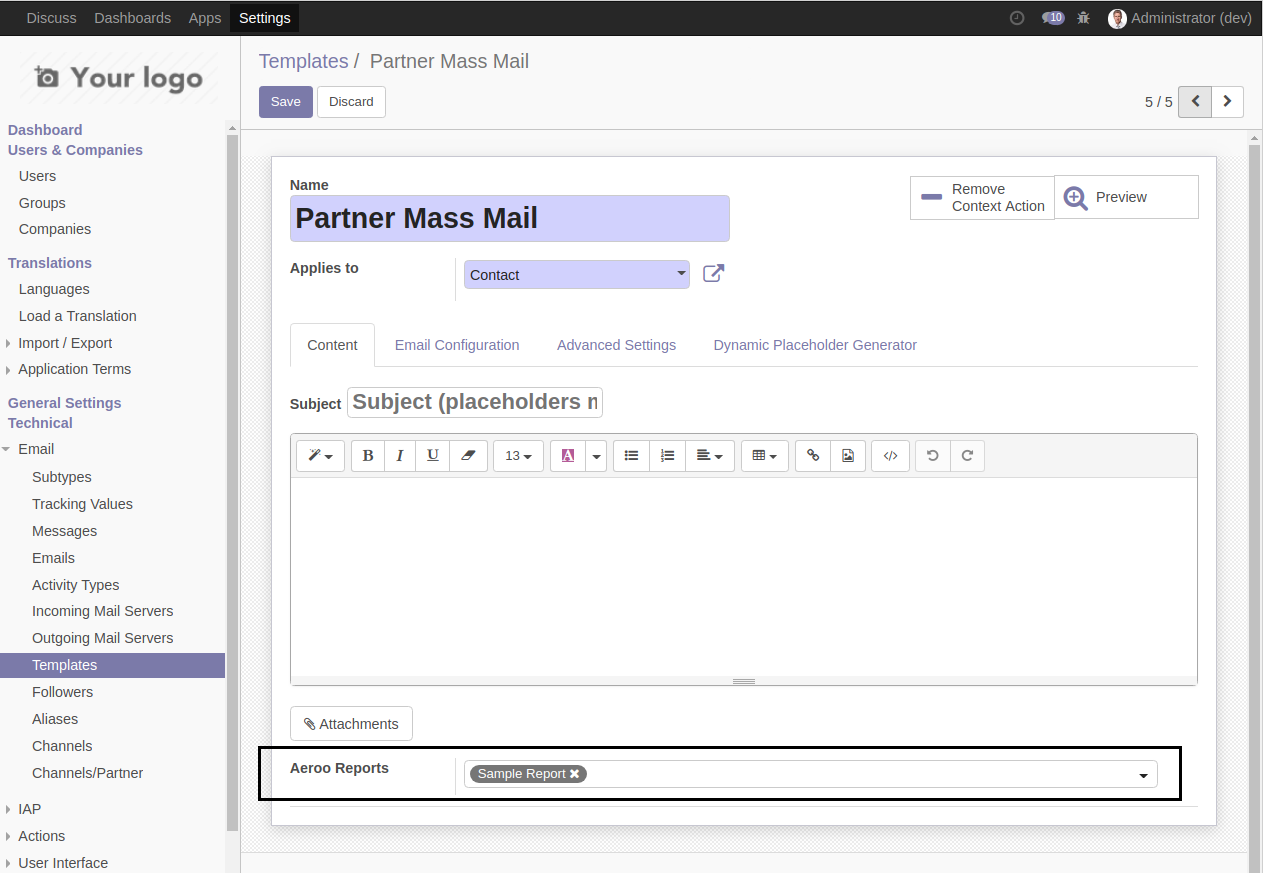 Discuss Dashboards Apps Settings 10 Administrator (dev)
Your logo
Templates / Partner Mass Mail
Save Discard
5 / 5
Dashboard
Users & Companies
Users
Groups
Companies
Translations
Languages
Load a Translation
Import / Export
Application Terms
General Settings
Technical
Email
Subtypes
Tracking Values
Messages
Emails
Activity Types
Incoming Mail Servers
Outgoing Mail Servers
Templates
Followers
Aliases
Channels
Channels/Partner
IAP
Actions
User Interface
Name
Partner Mass Mail
Remove
Context Action
Preview
Applies to
Contact
Content Email Configuration Advanced Settings Dynamic Placeholder Generator
Subject Subject (placeholders m
B I U 13 A </>
Attachments
Aeroo Reports
Sample Report ✖